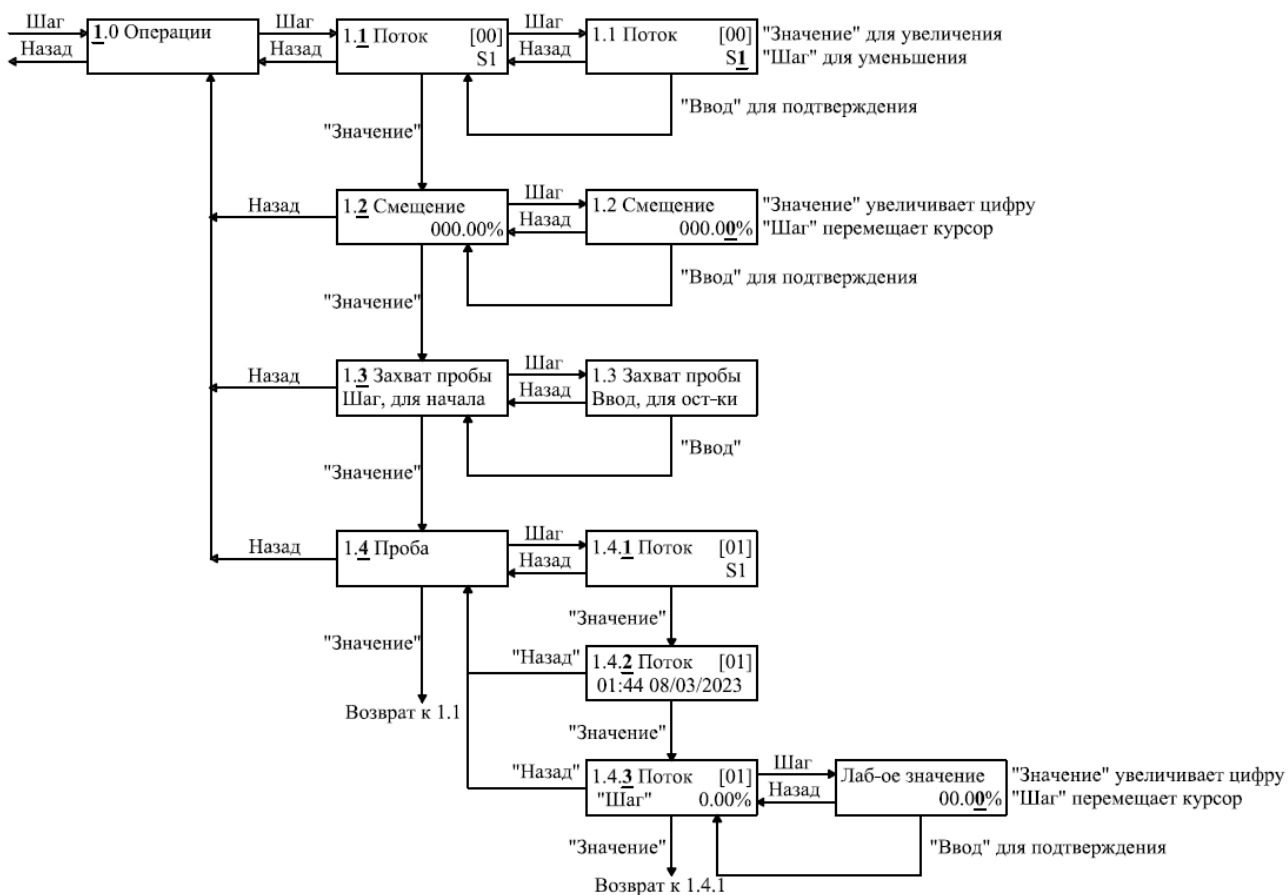 Шаг
Назад
1.0 Операции
Шаг
Назад
1.1 Поток [00]
S1
Шаг
Назад
1.1 Поток [00]
S1
"Значение" для увеличения
"Шаг" для уменьшения
"Ввод" для подтверждения
"Значение"
Назад
1.2 Смещение
000.00%
Шаг
Назад
1.2 Смещение
000.00%
"Значение" увеличивает цифру
"Шаг" перемещает курсор
"Ввод" для подтверждения
"Значение"
Назад
1.3 Захват пробы
Шаг, для начала
Шаг
Назад
1.3 Захват пробы
Ввод, для ост-ки
"Ввод"
"Значение"
Назад
1.4 Проба
Шаг
Назад
1.4.1 Поток [01]
S1
"Значение"
"Значение"
"Назад"
1.4.2 Поток [01]
01:44 08/03/2023
Возврат к 1.1
"Значение"
"Назад"
1.4.3 Поток [01]
"Шаг" 0.00%
Шаг
Назад
Лаб-ое значение
00.00%
"Значение" увеличивает цифру
"Шаг" перемещает курсор
"Значение"
"Ввод" для подтверждения
Возврат к 1.4.1